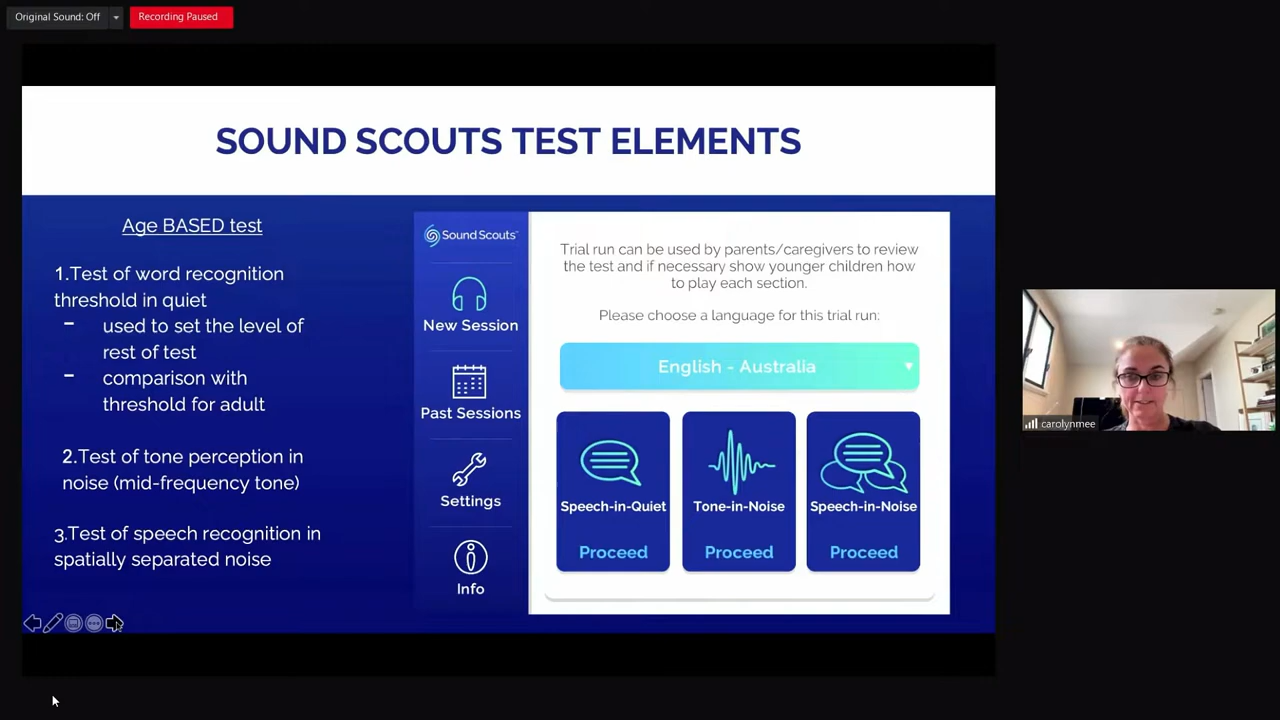 Original Sound: Off
Recording Paused
SOUND SCOUTS TEST ELEMENTS
Age BASED test
1.Test of word recognition
threshold in quiet
- used to set the level of
rest of test
- comparison with
threshold for adult
2.Test of tone perception in
noise (mid-frequency tone)
3.Test of speech recognition in
spatially separated noise
Sound Scouts™
New Session
Past Sessions
Settings
Info
Trial run can be used by parents/caregivers to review
the test and if necessary show younger children how
to play each section.
Please choose a language for this trial run:
English - Australia
Speech-in-Quiet
Proceed
Tone-in-Noise
Proceed
Speech-in-Noise
Proceed
carolynmee